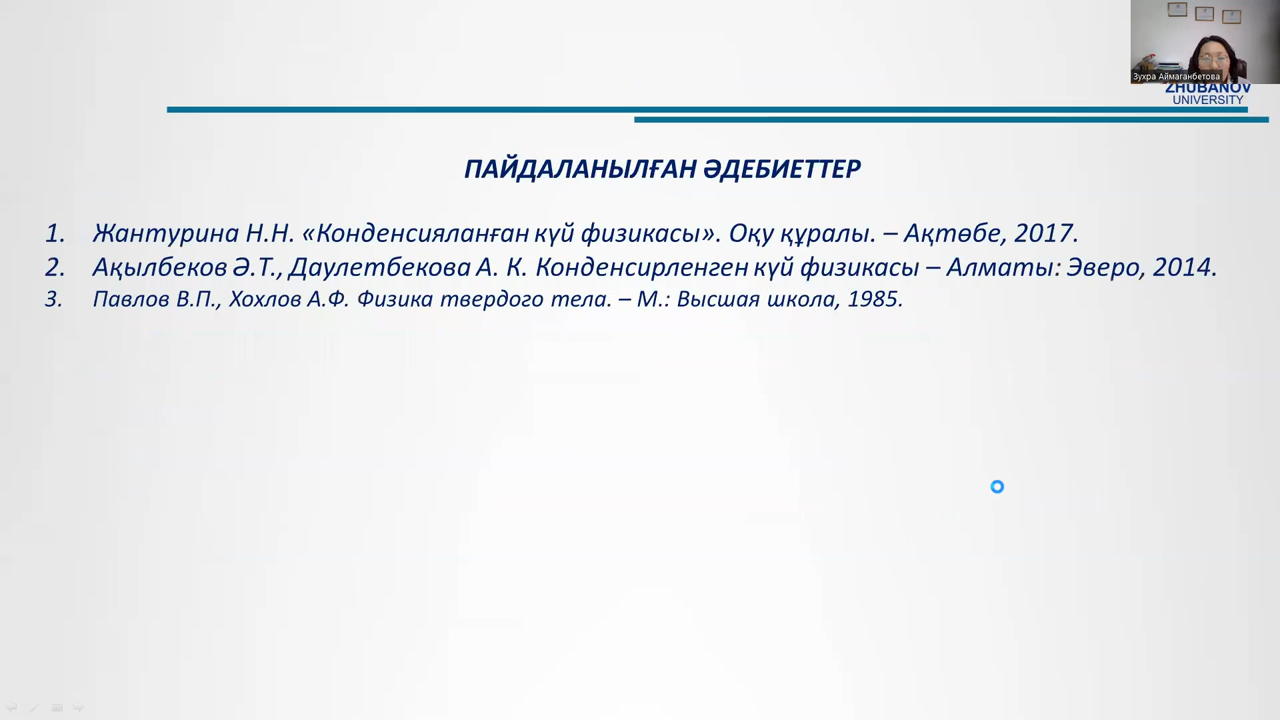 Зухра Аймаганбетова
ZHUBANOV
UNIVERSITY
ПАЙДАЛАНЫЛҒАН ӘДЕБИЕТТЕР
1. Жантурина Н.Н. «Конденсияланған күй физикасы». Оқу құралы. – Ақтөбе, 2017.
2. Ақылбеков Ә.Т., Даулетбекова А. К. Конденсирленген күй физикасы – Алматы: Эверо, 2014.
3. Павлов В.П., Хохлов А.Ф. Физика твердого тела. – М.: Высшая школа, 1985.